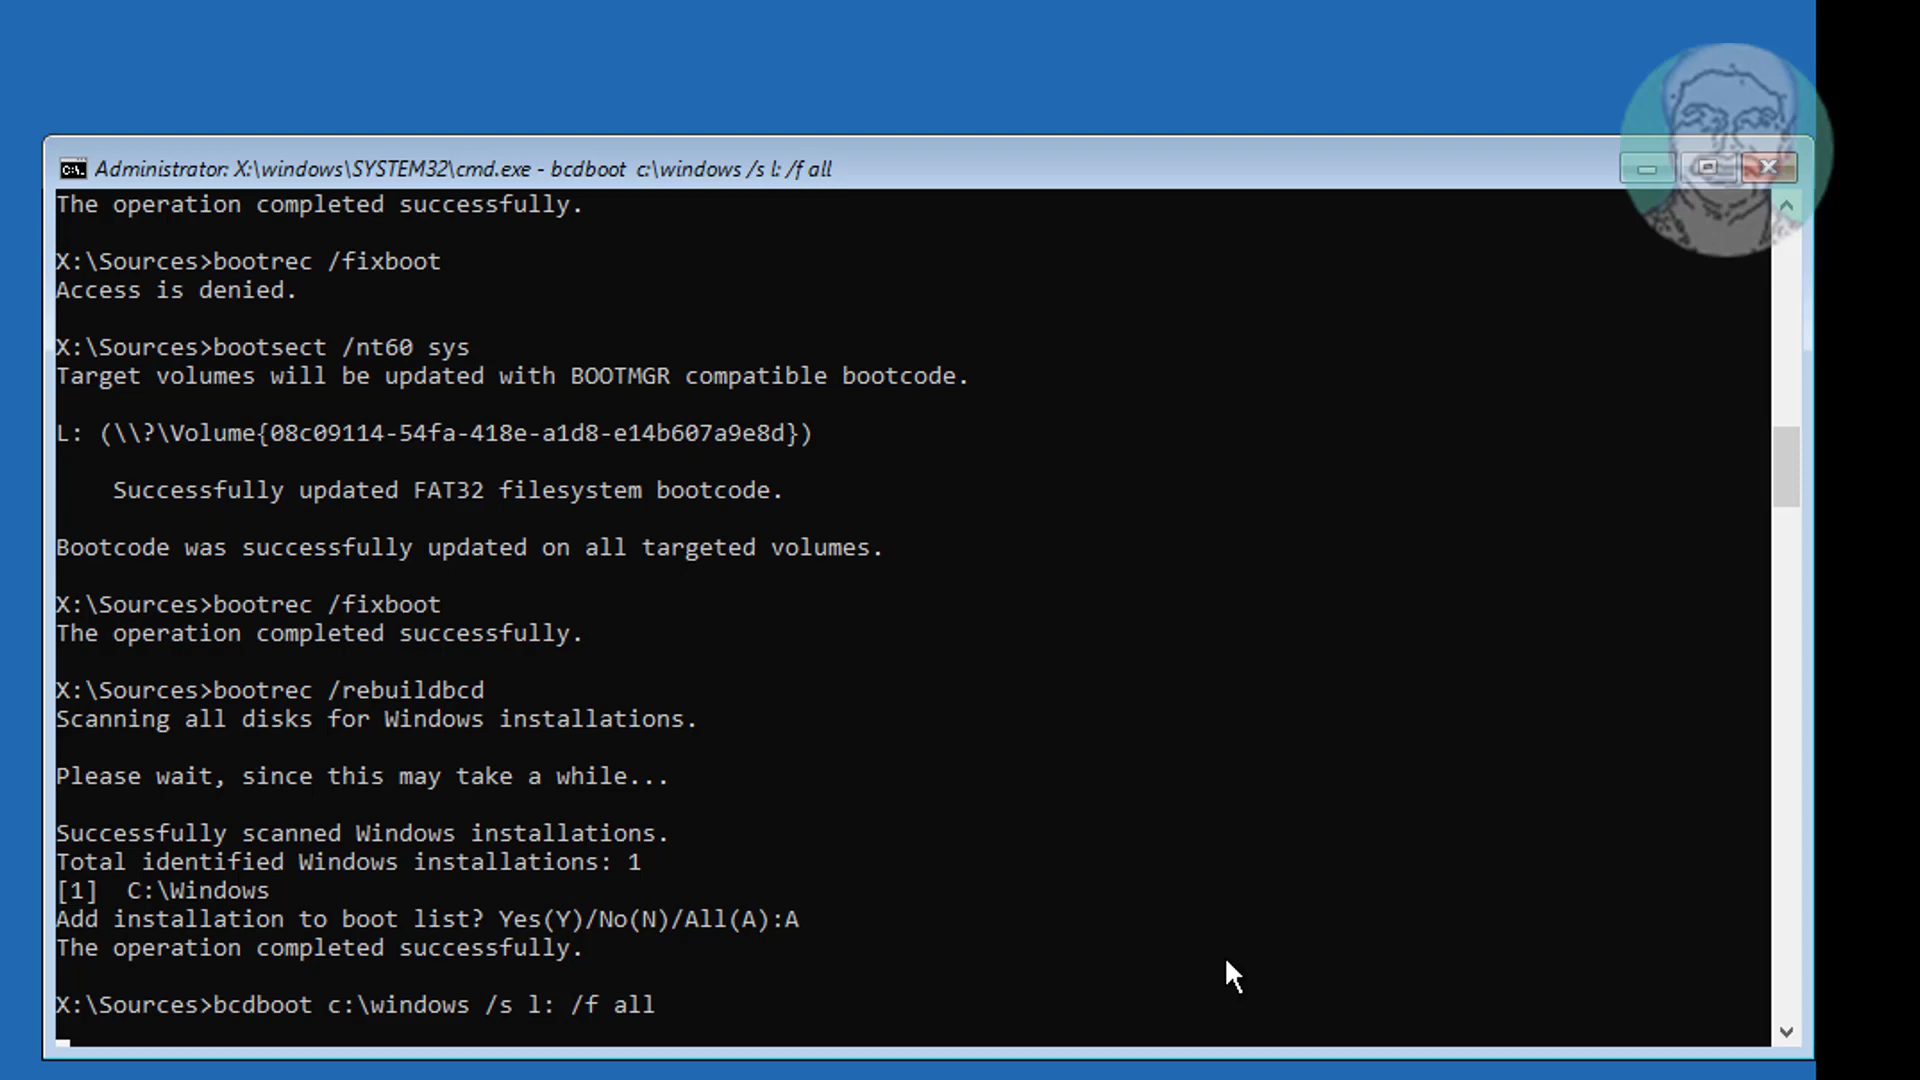 Administrator: X:\windows\SYSTEM32\cmd.exe - bcdboot  c:\windows /s l: /f all
The operation completed successfully.
X:\Sources>bootrec /fixboot
Access is denied.
X:\Sources>bootsect /nt60 sys
Target volumes will be updated with BOOTMGR compatible bootcode.
L: (\\?\Volume{08c09114-54fa-418e-a1d8-e14b607a9e8d})
Successfully updated FAT32 filesystem bootcode.
Bootcode was successfully updated on all targeted volumes.
X:\Sources>bootrec /fixboot
The operation completed successfully.
X:\Sources>bootrec /rebuildbcd
Scanning all disks for Windows installations.
Please wait, since this may take a while...
Successfully scanned Windows installations.
Total identified Windows installations: 1
[1]  C:\Windows
Add installation to boot list? Yes(Y)/No(N)/All(A):A
The operation completed successfully.
X:\Sources>bcdboot c:\windows /s l: /f all